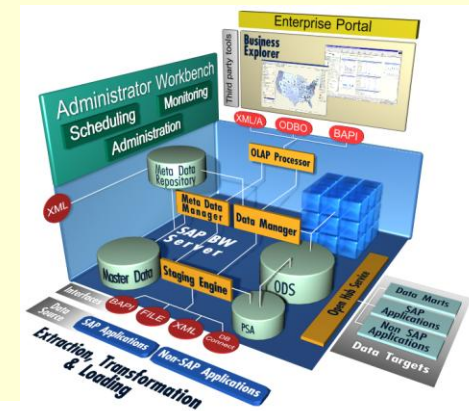 Enterprise Portal
Third party tools
Business
Explorer
Administrator Workbench
Scheduling
Monitoring
Administration
XML/A
ODBO
BAPI
OLAP Processor
Meta Data
Repository
XML
Meta Data
Manager
Data Manager
SAP BW
Server
Master Data
Staging Engine
ODS
PSA
Open Hub Service
Interfaces
BAPI
FILE
XML
DB
Connect
Data
Source
SAP Applications
Non-SAP Applications
Extraction, Transformation
& Loading
Data Marts
SAP
Applications
Non SAP
Applications
Data Targets